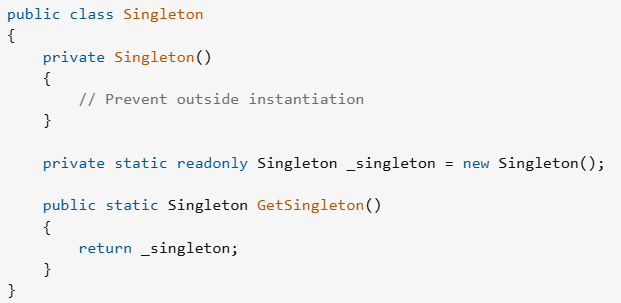 public class Singleton
{
    private Singleton()
    {
        // Prevent outside instantiation
    }

    private static readonly Singleton _singleton = new Singleton();

    public static Singleton GetSingleton()
    {
        return _singleton;
    }
}